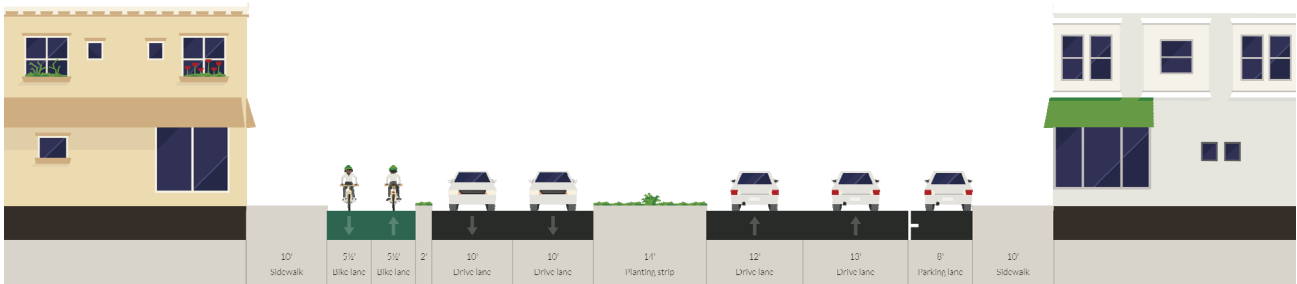 10'
Sidewalk
5½'
Bike lane
5½'
Bike lane
2'
10'
Drive lane
10'
Drive lane
14'
Planting strip
12'
Drive lane
13'
Drive lane
8'
Parking lane
10'
Sidewalk